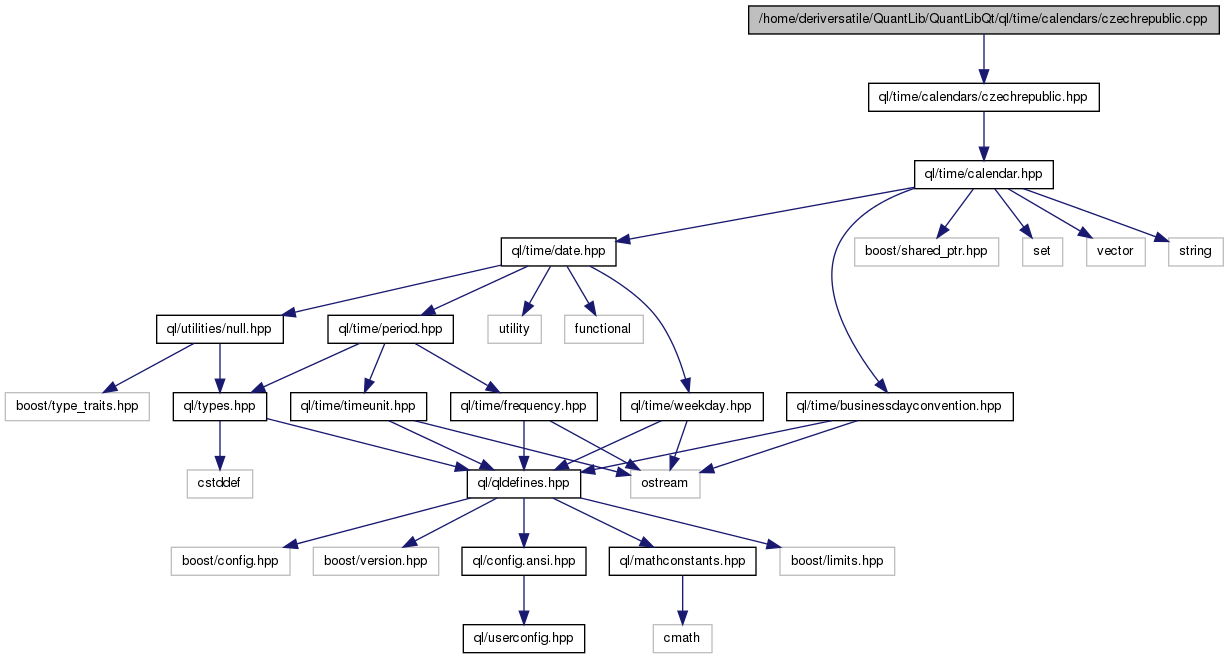 /home/deriversatile/QuantLib/QuantLibQt/ql/time/calendars/czechrepublic.cpp
ql/time/calendars/czechrepublic.hpp
ql/time/calendar.hpp
ql/time/date.hpp
boost/shared_ptr.hpp
set
vector
string
ql/utilities/null.hpp
ql/time/period.hpp
utility
functional
boost/type_traits.hpp
ql/types.hpp
ql/time/timeunit.hpp
ql/time/frequency.hpp
ql/time/weekday.hpp
ql/time/businessdayconvention.hpp
cstddef
ql/qldefines.hpp
ostream
boost/config.hpp
boost/version.hpp
ql/config.ansi.hpp
ql/mathconstants.hpp
boost/limits.hpp
ql/userconfig.hpp
cmath